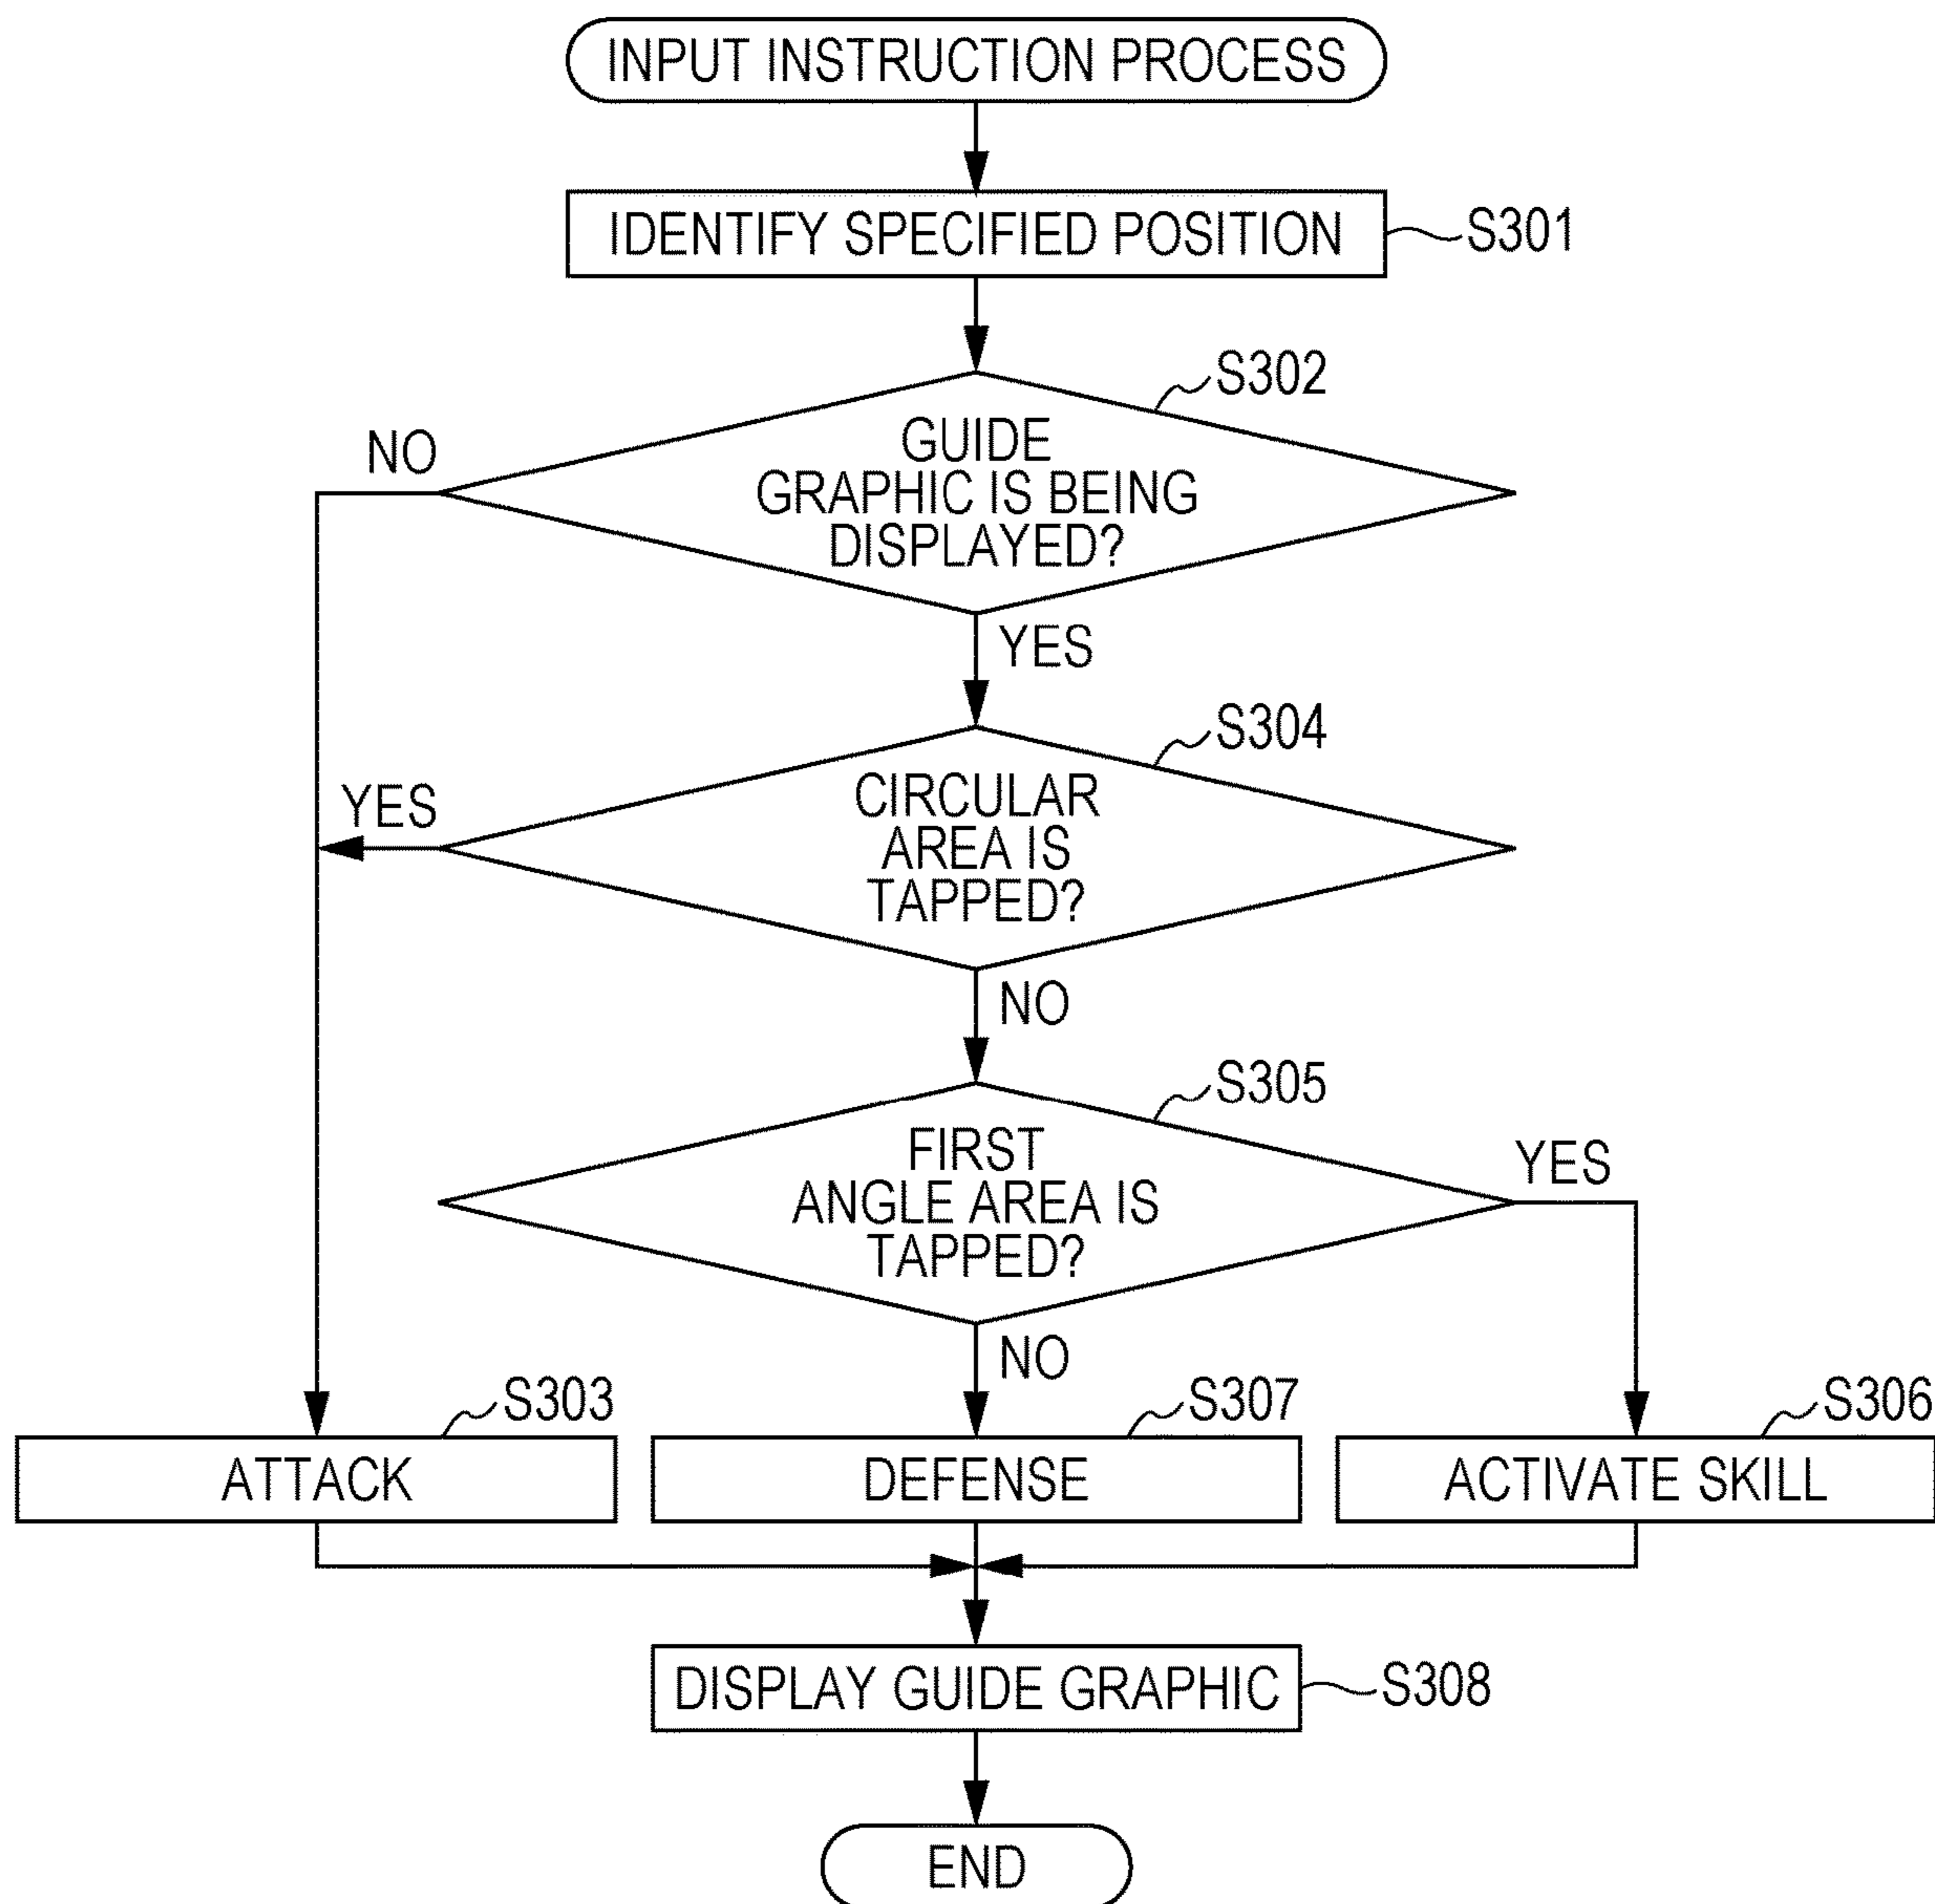 INPUT INSTRUCTION PROCESS
IDENTIFY SPECIFIED POSITION
S301
S302
NO
GUIDE
GRAPHIC IS BEING
DISPLAYED?
YES
S304
YES
CIRCULAR
AREA IS
TAPPED?
NO
S305
FIRST
ANGLE AREA IS
TAPPED?
YES
NO
S303
S307
S306
ATTACK
DEFENSE
ACTIVATE SKILL
DISPLAY GUIDE GRAPHIC
S308
END